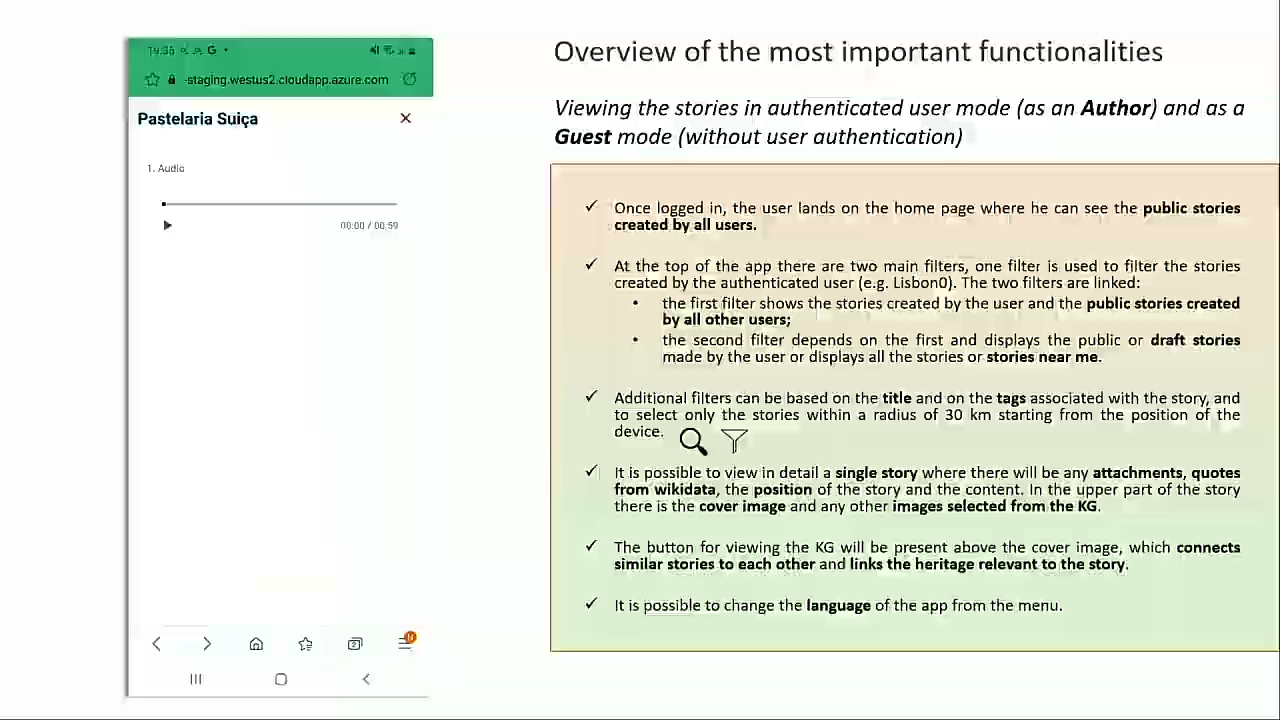 14:36 G
-staging.westus2.cloudapp.azure.com
Pastelaria Suiça
1. Audio
00:00 / 00:59
Overview of the most important functionalities
Viewing the stories in authenticated user mode (as an Author) and as a
Guest mode (without user authentication)
✓ Once logged in, the user lands on the home page where he can see the public stories
created by all users.
✓ At the top of the app there are two main filters, one filter is used to filter the stories
created by the authenticated user (e.g. Lisbon0). The two filters are linked:
• the first filter shows the stories created by the user and the public stories created
by all other users;
• the second filter depends on the first and displays the public or draft stories
made by the user or displays all the stories or stories near me.
✓ Additional filters can be based on the title and on the tags associated with the story, and
to select only the stories within a radius of 30 km starting from the position of the
device.
✓ It is possible to view in detail a single story where there will be any attachments, quotes
from wikidata, the position of the story and the content. In the upper part of the story
there is the cover image and any other images selected from the KG.
✓ The button for viewing the KG will be present above the cover image, which connects
similar stories to each other and links the heritage relevant to the story.
✓ It is possible to change the language of the app from the menu.